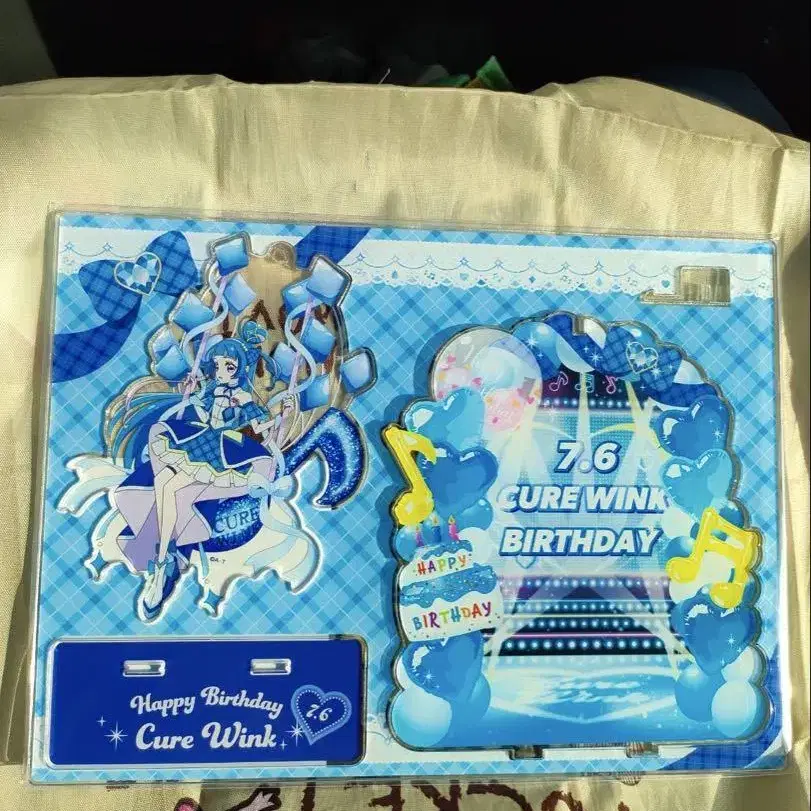 CURE
©A·T
7.6
CURE WINK
BIRTHDAY
HAPPY
BIRTHDAY
Happy Birthday
Cure Wink
7.6